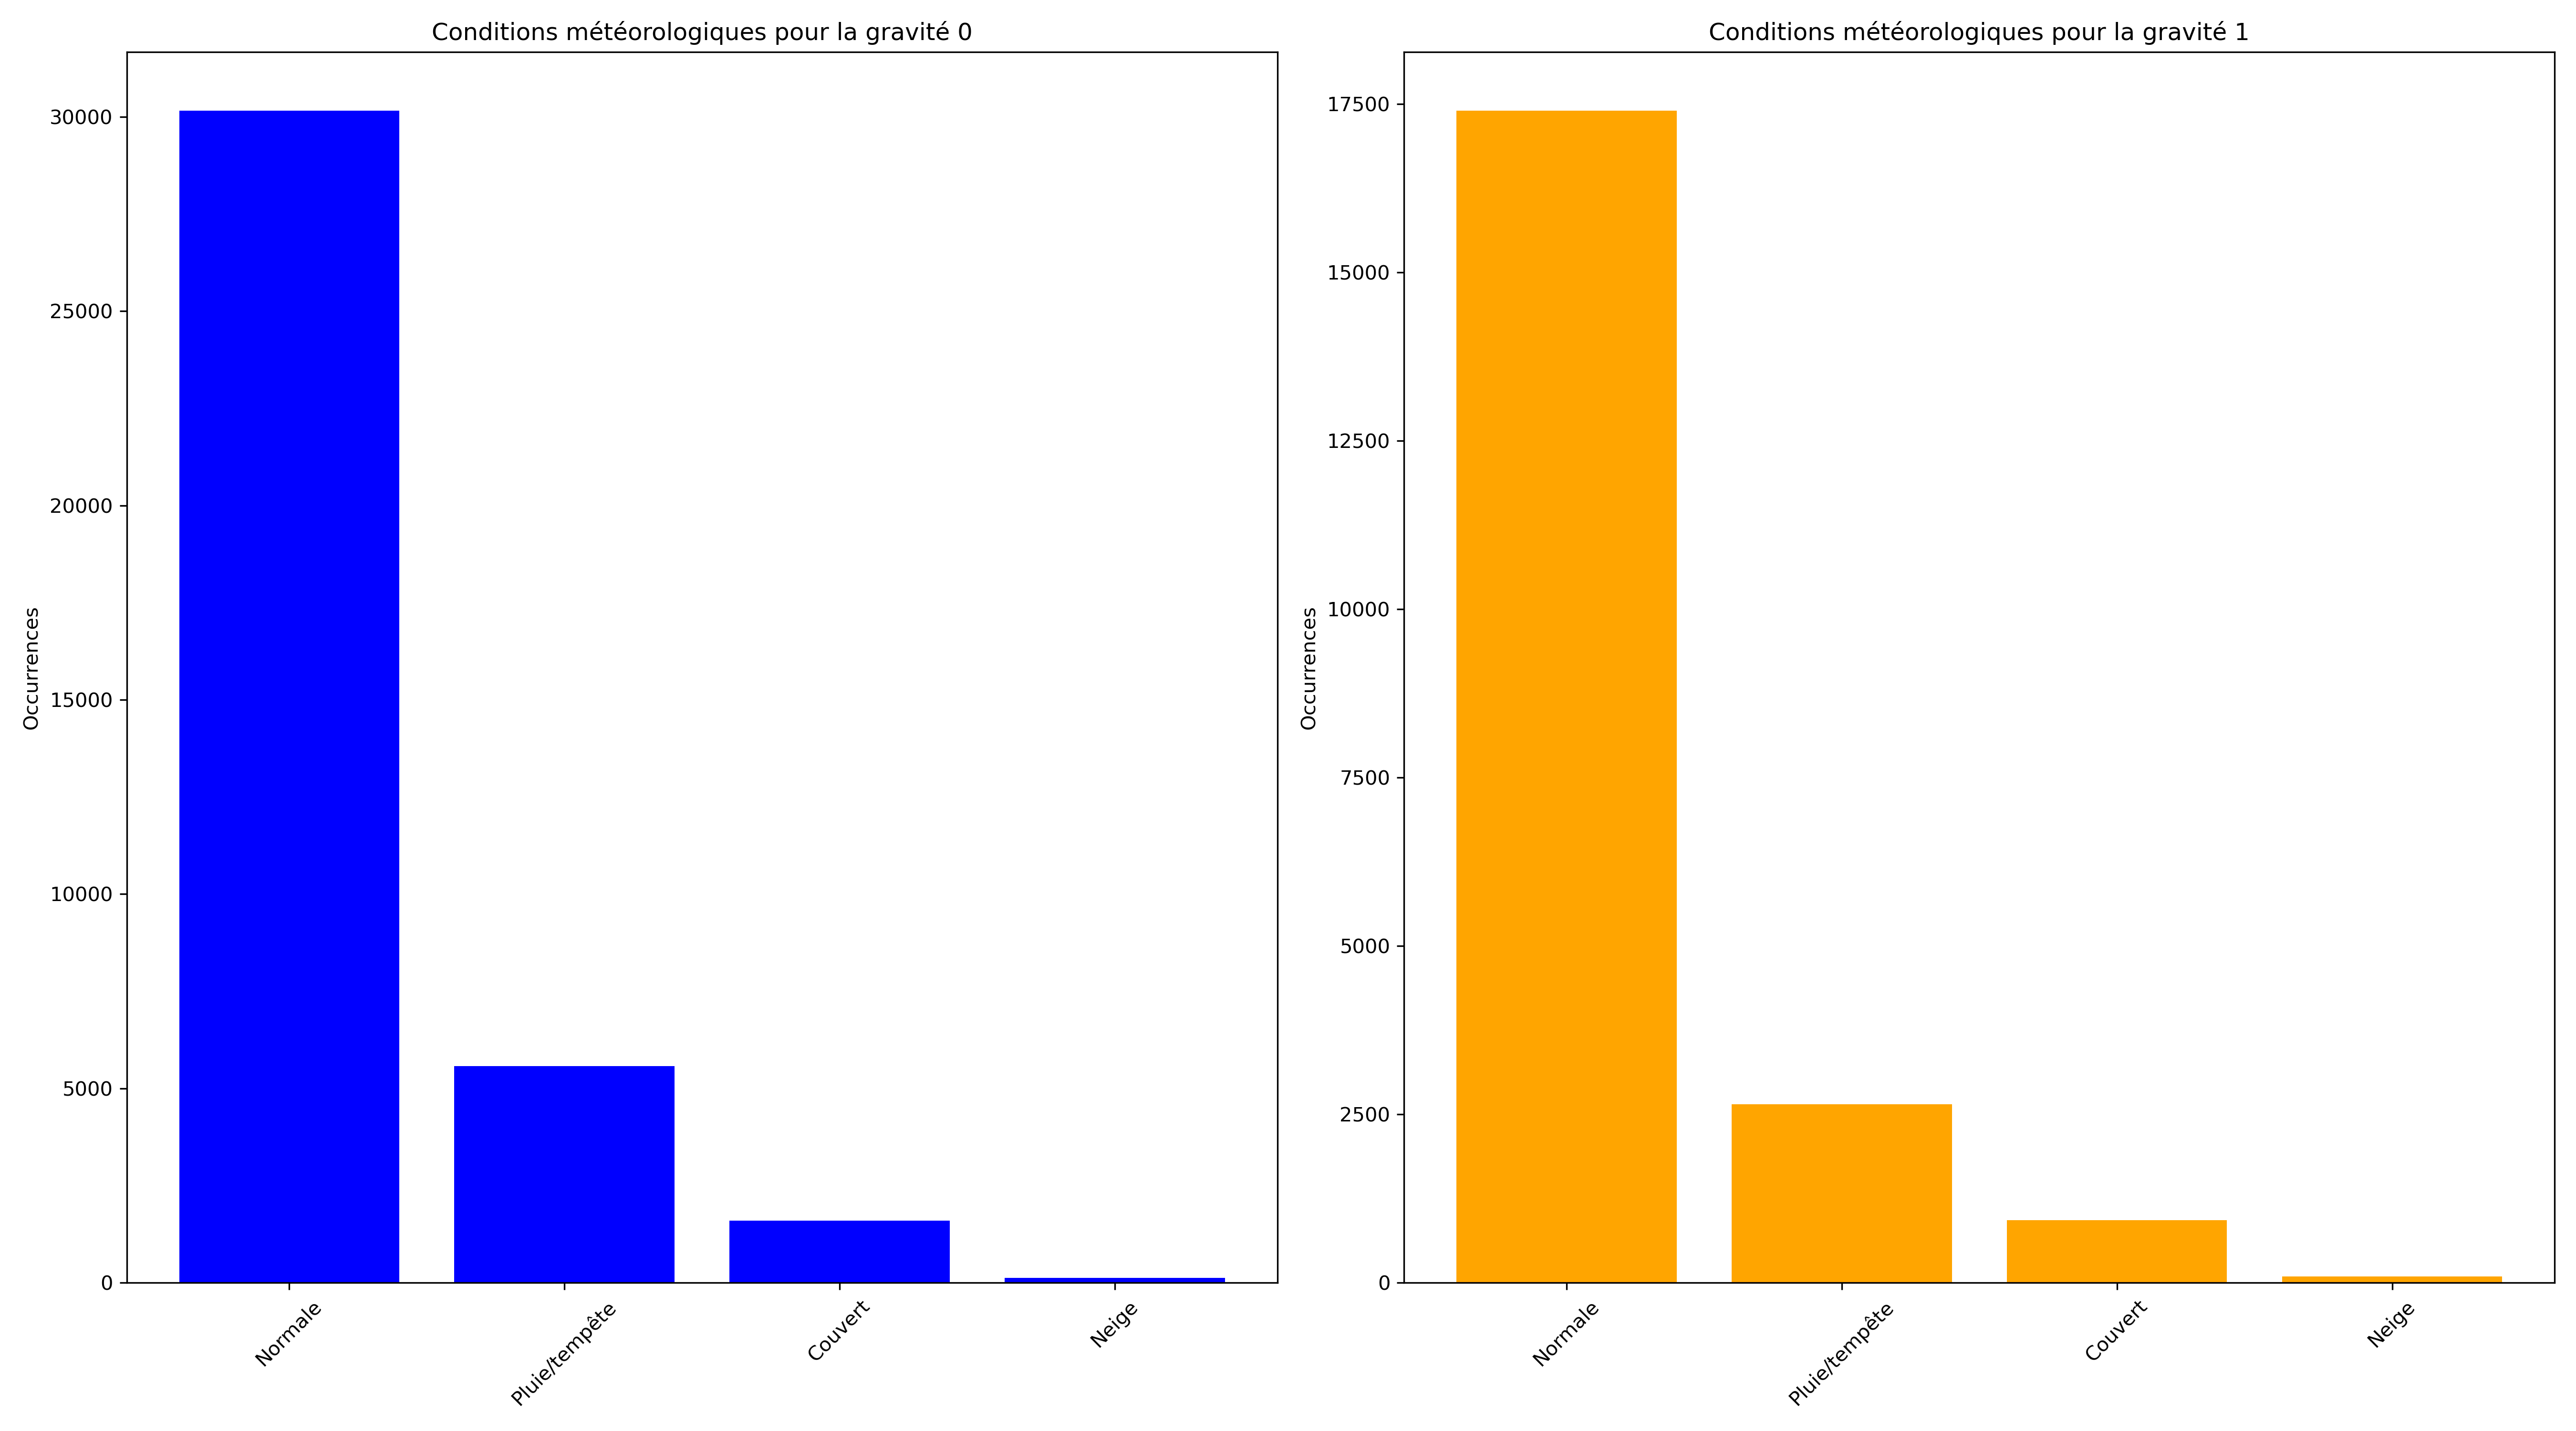 Conditions météorologiques pour la gravité 0
30000
25000
20000
15000
10000
5000
0
Occurrences
Normale
Pluie/tempête
Couvert
Neige
Conditions météorologiques pour la gravité 1
17500
15000
12500
10000
7500
5000
2500
0
Occurrences
Normale
Pluie/tempête
Couvert
Neige